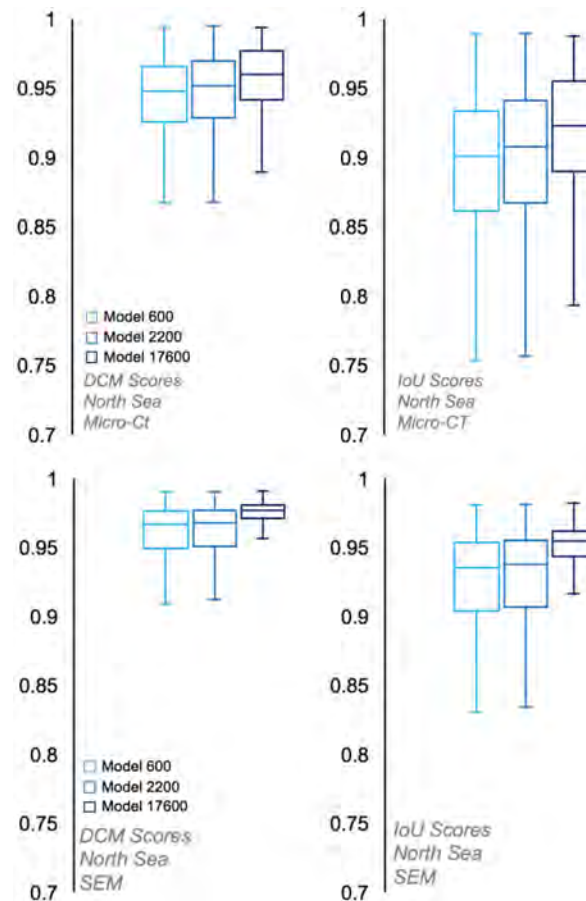 1
0.95
0.9
0.85
0.8
0.75
0.7
Model 600
Model 2200
Model 17600
DCM Scores
North Sea
Micro-Ct
1
0.95
0.9
0.85
0.8
0.75
0.7
IoU Scores
North Sea
Micro-CT
1
0.95
0.9
0.85
0.8
0.75
0.7
Model 600
Model 2200
Model 17600
DCM Scores
North Sea
SEM
1
0.95
0.9
0.85
0.8
0.75
0.7
IoU Scores
North Sea
SEM